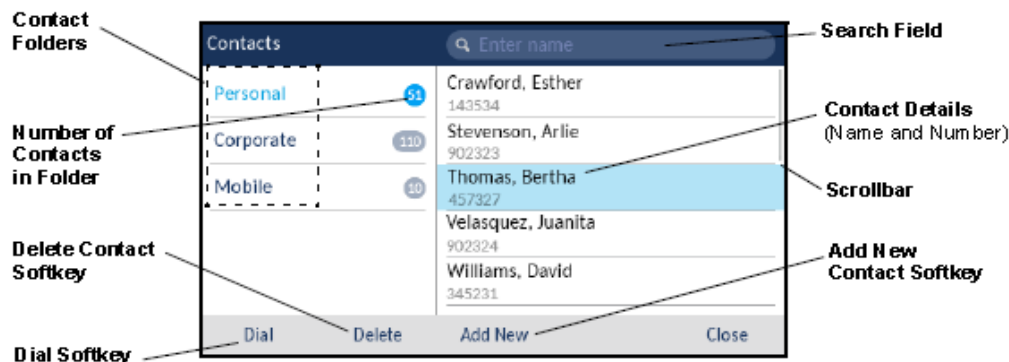 Contact
Folders
Number of
Contacts
in Folder
Delete Contact
Softkey
Dial Softkey
Contacts
Enter name
Personal
51
Corporate
110
Mobile
10
Crawford, Esther
143534
Stevenson, Arlie
902323
Thomas, Bertha
457327
Velasquez, Juanita
902324
Williams, David
345231
Dial
Delete
Add New
Close
Search Field
Contact Details
(Name and Number)
Scrollbar
Add New
Contact Softkey